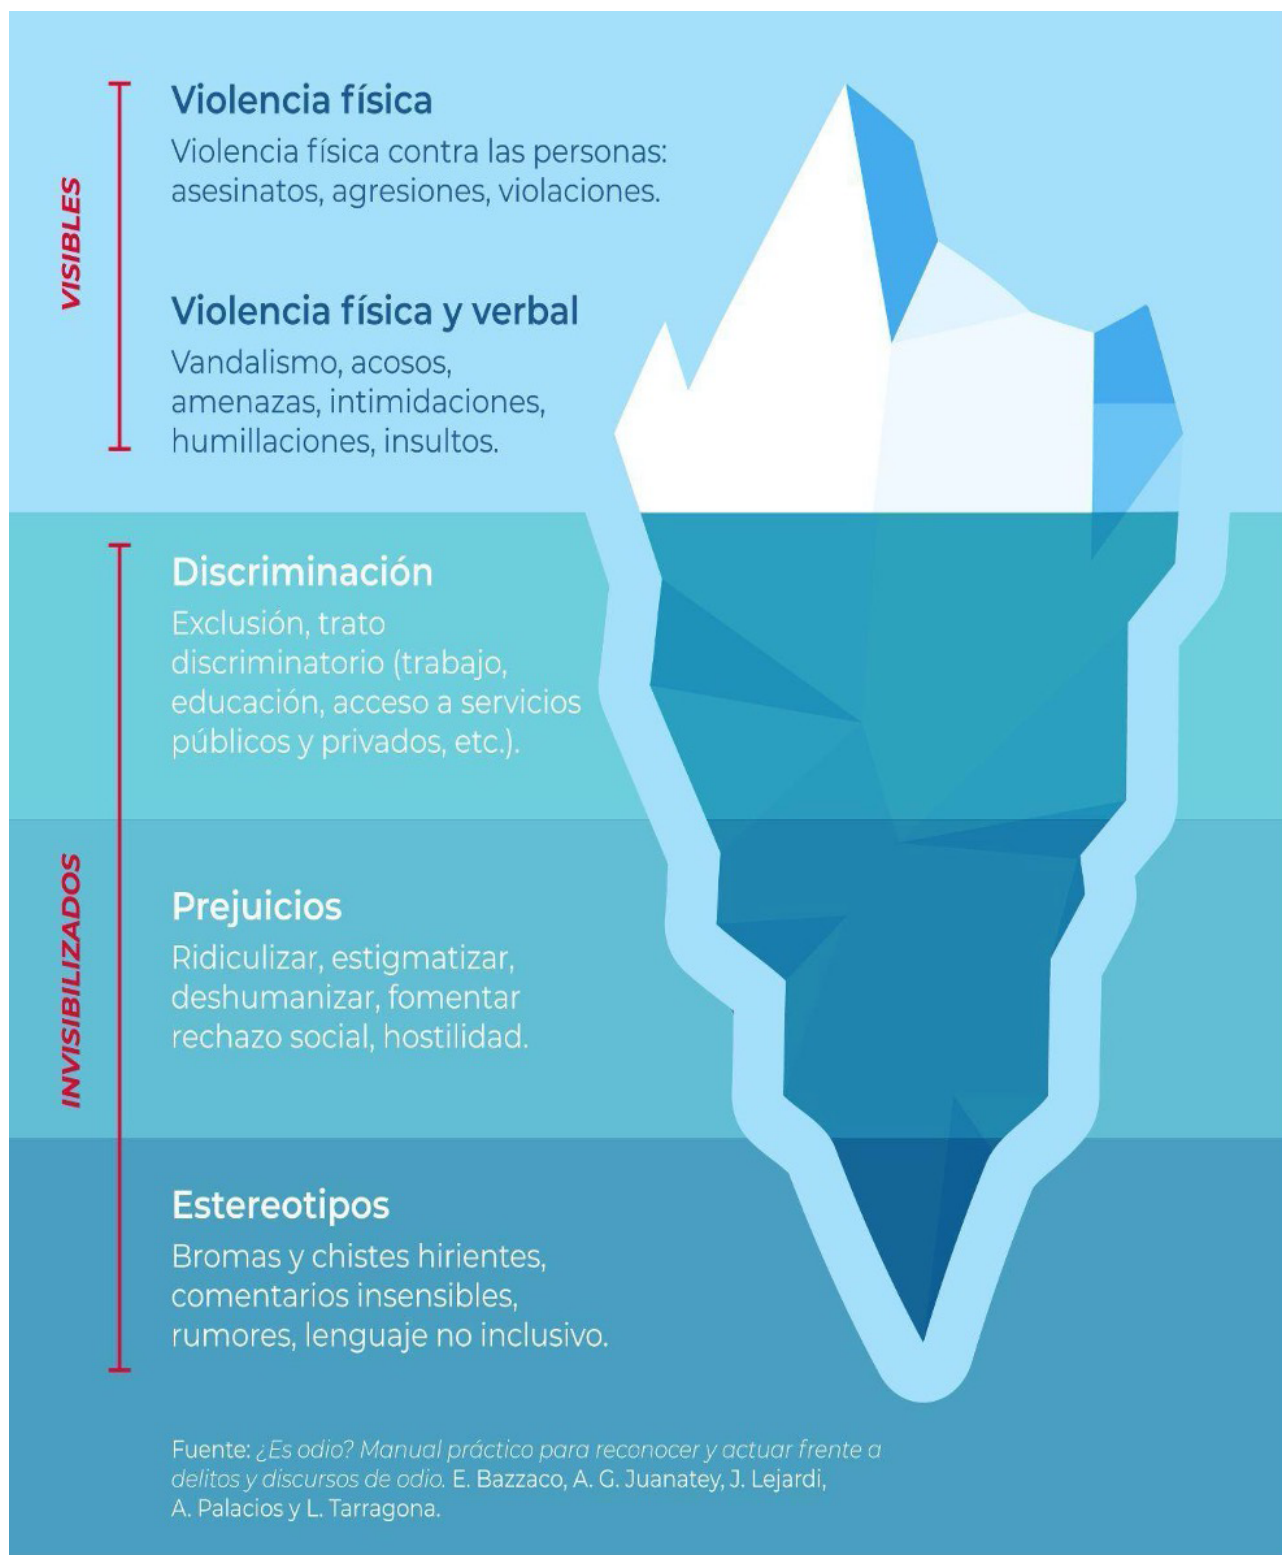 VISIBLES
Violencia física
Violencia física contra las personas:
asesinatos, agresiones, violaciones.
Violencia física y verbal
Vandalismo, acosos,
amenazas, intimidaciones,
humillaciones, insultos.
INVISIBILIZADOS
Discriminación
Exclusión, trato
discriminatorio (trabajo,
educación, acceso a servicios
públicos y privados, etc.).
Prejuicios
Ridiculizar, estigmatizar,
deshumanizar, fomentar
rechazo social, hostilidad.
Estereotipos
Bromas y chistes hirientes,
comentarios insensibles,
rumores, lenguaje no inclusivo.
Fuente: ¿Es odio? Manual práctico para reconocer y actuar frente a
delitos y discursos de odio. E. Bazzaco, A. G. Juanatey, J. Lejardi,
A. Palacios y L. Tarragona.